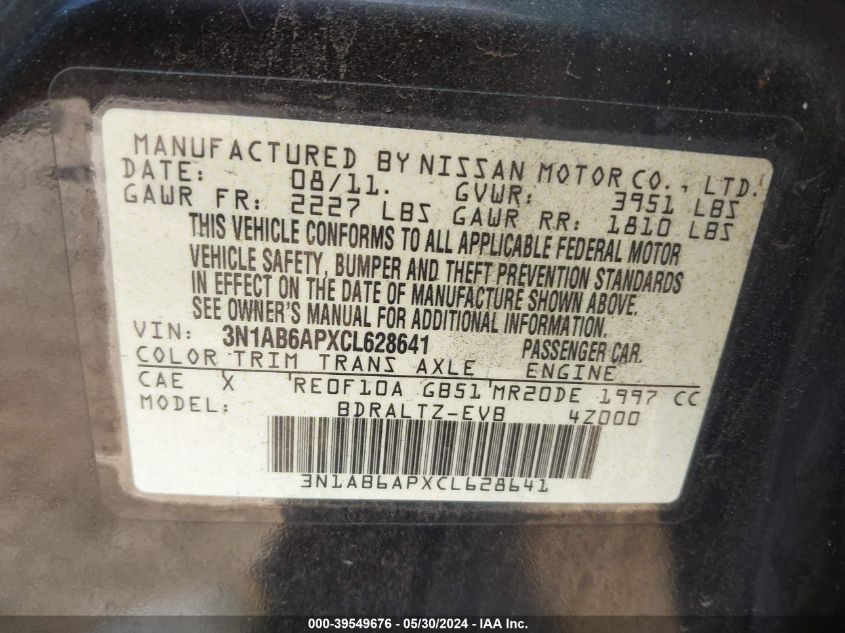 MANUFACTURED BY NISSAN MOTOR CO., LTD.
DATE: 08/11. GVWR: 3951 LBS
GAWR FR: 2227 LBS GAWR RR: 1810 LBS
THIS VEHICLE CONFORMS TO ALL APPLICABLE FEDERAL MOTOR
VEHICLE SAFETY, BUMPER AND THEFT PREVENTION STANDARDS
IN EFFECT ON THE DATE OF MANUFACTURE SHOWN ABOVE.
SEE OWNER'S MANUAL FOR ADDITIONAL INFORMATION.
VIN: 3N1AB6APXCL628641 PASSENGER CAR.
COLOR TRIM TRANS AXLE ENGINE
CAE X RE0F10A GB51 MR20DE 1997 CC
MODEL: BDRALTZ-EVB 4Z000
3N1AB6APXCL628641
000-39549676 / 05/30/2024 - IAA Inc.